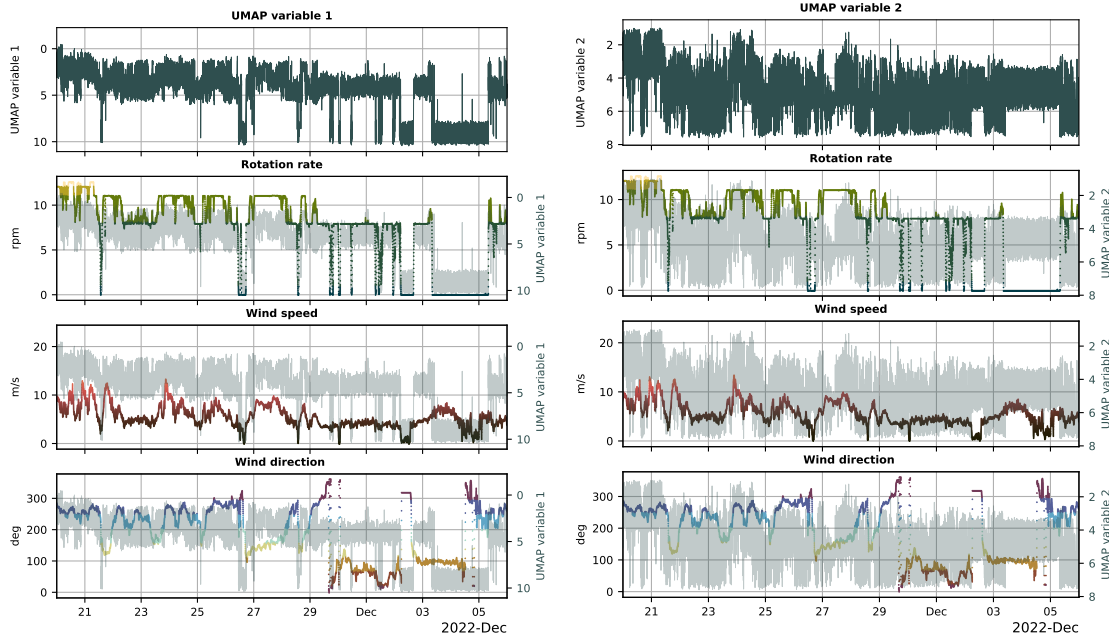 UMAP variable 1
UMAP variable 1
0
5
10
Rotation rate
rpm
10
5
0
UMAP variable 1
0
5
10
Wind speed
m/s
20
10
0
UMAP variable 1
0
5
10
Wind direction
deg
300
200
100
0
UMAP variable 1
0
5
10
21 23 25 27 29 Dec 03 05
2022-Dec
UMAP variable 2
UMAP variable 2
2
4
6
8
Rotation rate
rpm
10
5
0
UMAP variable 2
2
4
6
8
Wind speed
m/s
20
10
0
UMAP variable 2
2
4
6
8
Wind direction
deg
300
200
100
0
UMAP variable 2
2
4
6
8
21 23 25 27 29 Dec 03 05
2022-Dec